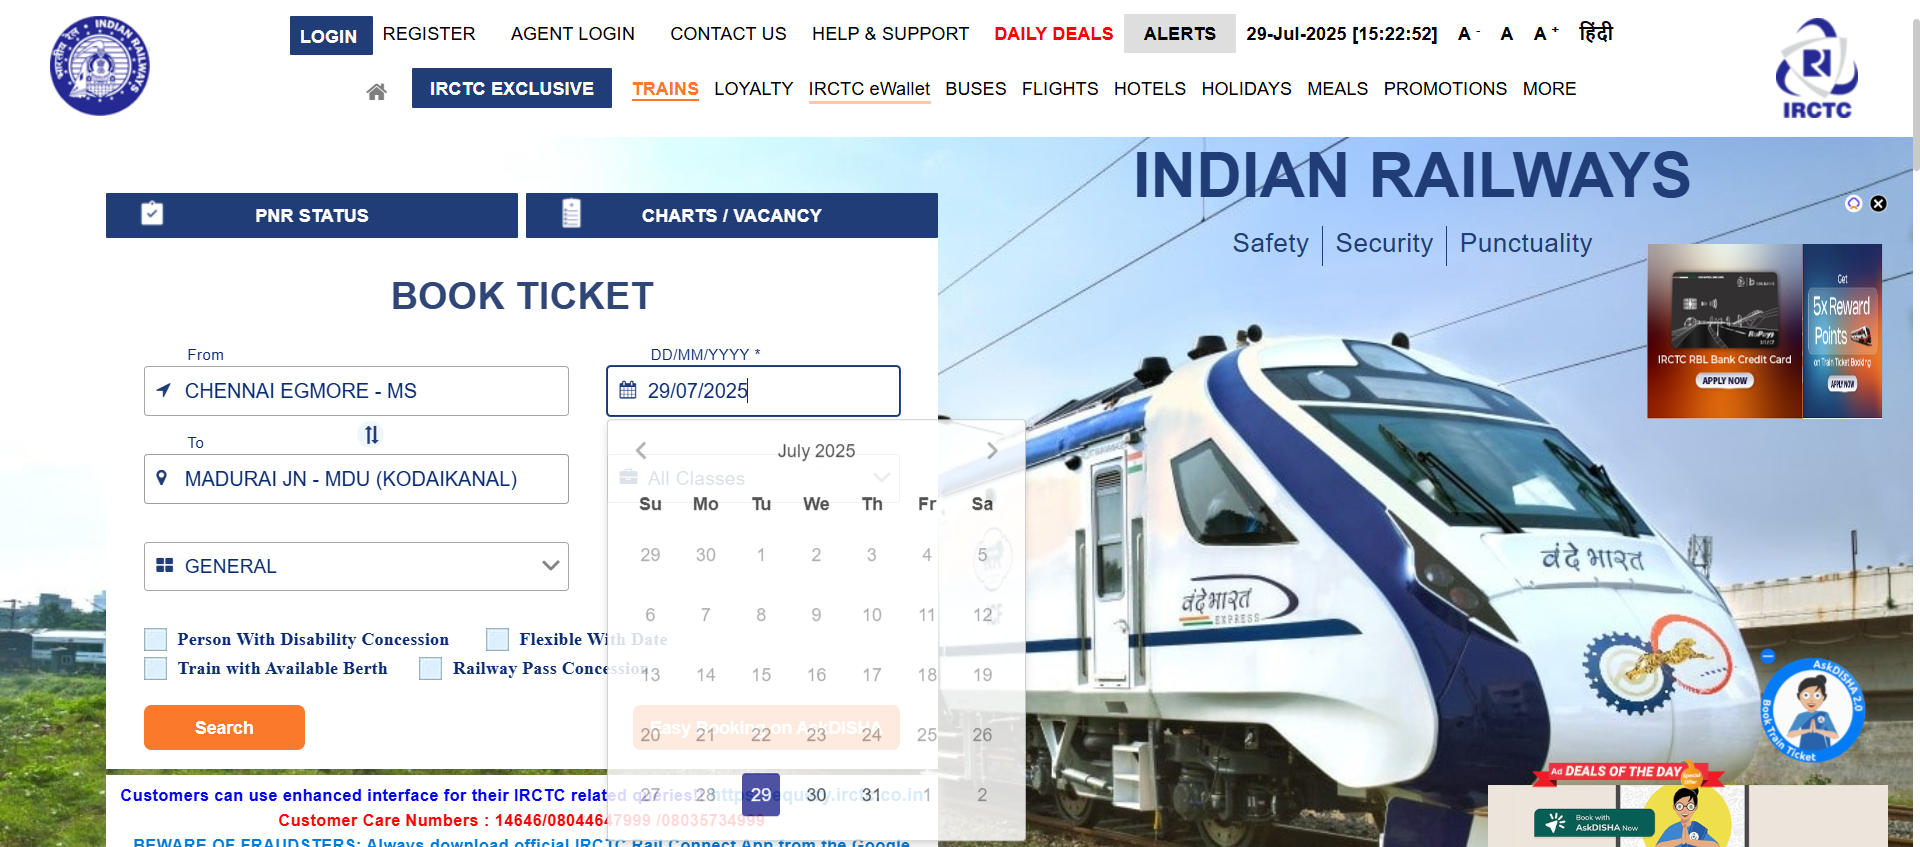 INDIAN RAILWAYS
LOGIN REGISTER AGENT LOGIN CONTACT US HELP & SUPPORT DAILY DEALS ALERTS 29-Jul-2025 [15:22:52] A - A A + हिंदी
IRCTC EXCLUSIVE TRAINS LOYALTY IRCTC eWallet BUSES FLIGHTS HOTELS HOLIDAYS MEALS PROMOTIONS MORE
IRCTC
INDIAN RAILWAYS
Safety | Security | Punctuality
PNR STATUS CHARTS / VACANCY
BOOK TICKET
From
CHENNAI EGMORE - MS
DD/MM/YYYY *
29/07/2025
To
MADURAI JN - MDU (KODAIKANAL)
All Classes
GENERAL
Person With Disability Concession Flexible With Date
Train with Available Berth Railway Pass Concession
Search
Easy Booking on AskDISHA
July 2025
Su Mo Tu We Th Fr Sa
29 30 1 2 3 4 5
6 7 8 9 10 11 12
13 14 15 16 17 18 19
20 21 22 23 24 25 26
27 28 29 30 31 1 2
Customers can use enhanced interface for their IRCTC related queries!
Customer Care Numbers : 14646/08044647999 /08035734999
BEWARE OF FRAUDSTERS: Always download official IRCTC Rail Connect App from the Google
IRCTC RBL Bank Credit Card
APPLY NOW
Get
5x Reward
Points
on Train Ticket Booking
APPLY NOW
वंदे भारत
वंदे भारत
EXPRESS
AskDISHA 2.0
Book Train Ticket
Ad DEALS OF THE DAY Special Offer
Book with
AskDISHA Now